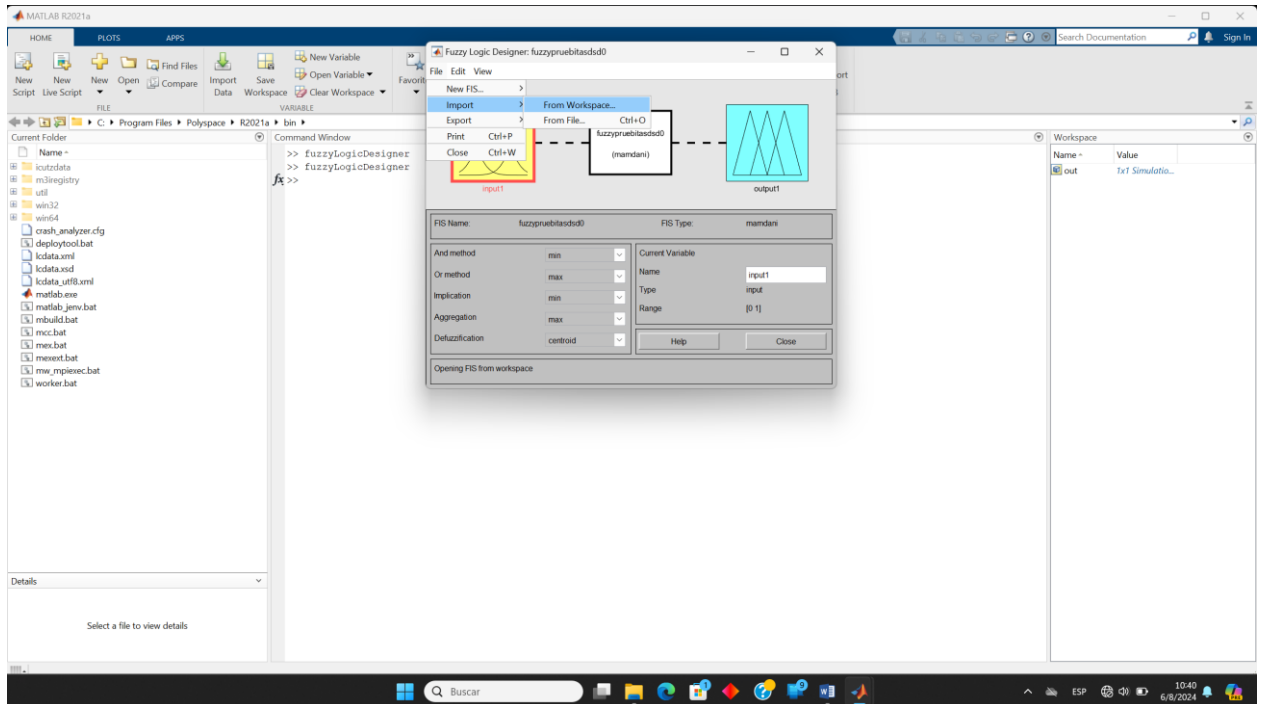 MATLAB R2021a
HOME PLOTS APPS
Search Documentation
Sign In
New Script
New Live Script
New
Open
Find Files
Compare
Import Data
Save Workspace
New Variable
Open Variable
Clear Workspace
Favorit
ort
FILE
VARIABLE
C: Program Files Polyspace R2021a bin
Current Folder
Name
icutzdata
m3iregistry
util
win32
win64
crash_analyzer.cfg
deploytool.bat
lcdata.xml
lcdata.xsd
lcdata_utf8.xml
matlab.exe
matlab_jenv.bat
mbuild.bat
mcc.bat
mex.bat
mexext.bat
mw_mpiexec.bat
worker.bat
Details
Select a file to view details
Command Window
>> fuzzyLogicDesigner
>> fuzzyLogicDesigner
fx >>
Fuzzy Logic Designer: fuzzypruebitasdsd0
File Edit View
New FIS...
Import
Export
Print Ctrl+P
Close Ctrl+W
From Workspace...
From File... Ctrl+O
input1
fuzzypruebitasdsd0
(mamdani)
output1
FIS Name: fuzzypruebitasdsd0 FIS Type: mamdani
And method min
Or method max
Implication min
Aggregation max
Defuzzification centroid
Current Variable
Name input1
Type input
Range [0 1]
Help Close
Opening FIS from workspace
Workspace
Name Value
out 1x1 Simulatio...
Buscar
ESP
10:40
6/8/2024